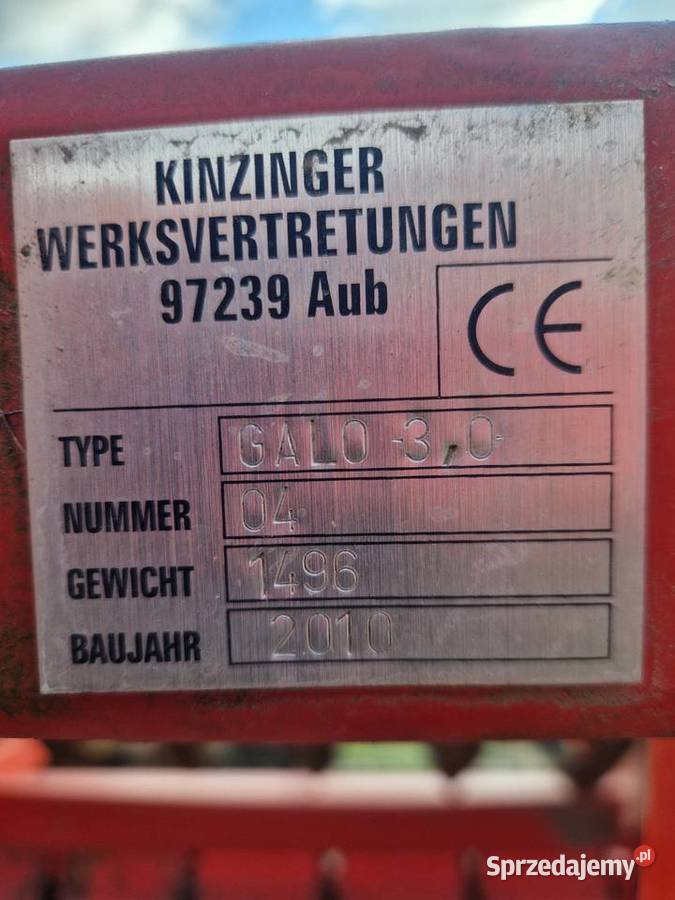 KINZINGER
WERKSVERTRETUNGEN
97239 Aub
CE
TYPE GALO -3,0-
NUMMER 04
GEWICHT 1496
BAUJAHR 2010
Sprzedajemy.pl